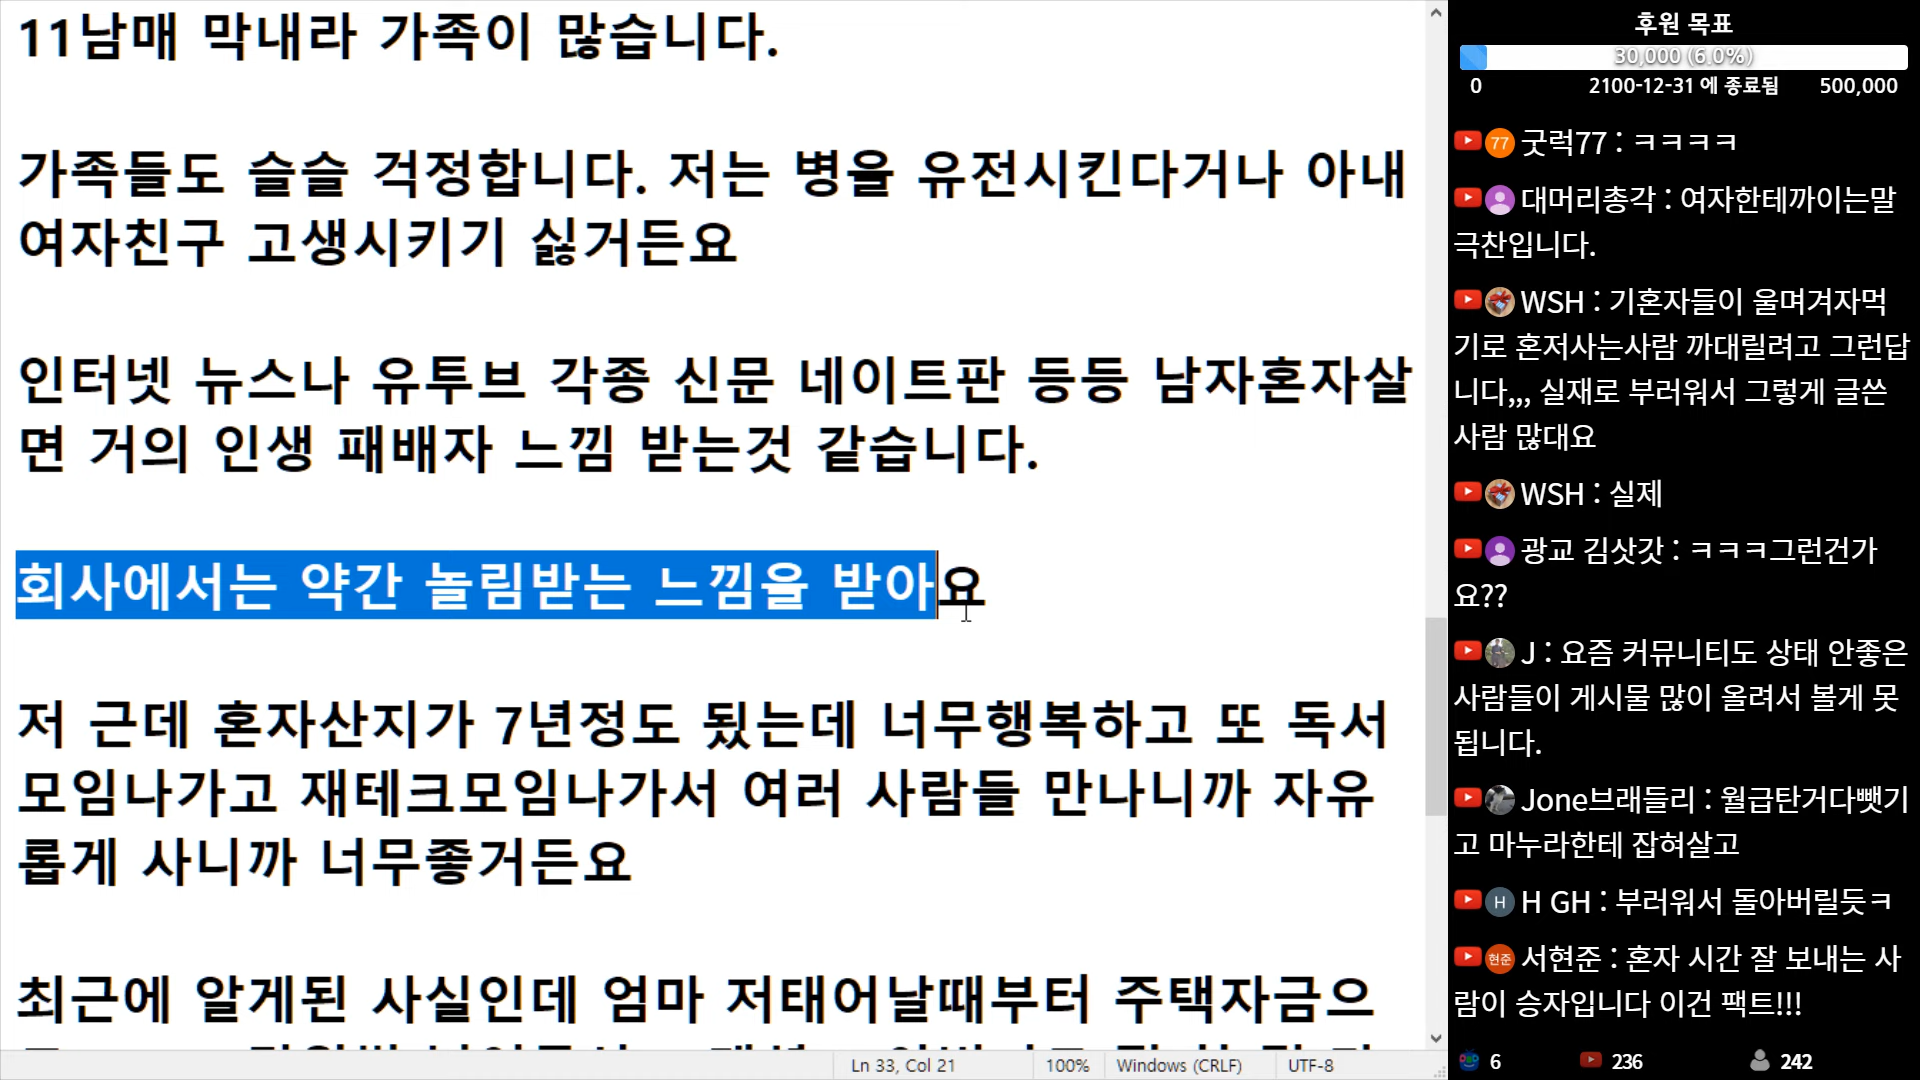 11남매 막내라 가족이 많습니다.
가족들도 슬슬 걱정합니다. 저는 병을 유전시킨다거나 아내
여자친구 고생시키기 싫거든요
인터넷 뉴스나 유투브 각종 신문 네이트판 등등 남자혼자살
면 거의 인생 패배자 느낌 받는것 같습니다.
회사에서는 약간 놀림받는 느낌을 받아요
저 근데 혼자산지가 7년정도 됬는데 너무행복하고 또 독서
모임나가고 재테크모임나가서 여러 사람들 만나니까 자유
롭게 사니까 너무좋거든요
최근에 알게된 사실인데 엄마 저태어날때부터 주택자금으
Ln 33, Col 21
100%
Windows (CRLF)
UTF-8
후원 목표
30,000 (6.0%)
0 2100-12-31 에 종료됨 500,000
77 굿럭77 : ㅋㅋㅋㅋ
대머리총각 : 여자한테까이는말
극찬입니다.
WSH : 기혼자들이 울며겨자먹
기로 혼저사는사람 까대릴려고 그런답
니다,,, 실재로 부러워서 그렇게 글쓴
사람 많대요
WSH : 실제
광교 김삿갓 : ㅋㅋㅋ그런건가
요??
J : 요즘 커뮤니티도 상태 안좋은
사람들이 게시물 많이 올려서 볼게 못
됩니다.
Jone브래들리 : 월급탄거다뺏기
고 마누라한테 잡혀살고
H H GH : 부러워서 돌아버릴듯ㅋ
현준 서현준 : 혼자 시간 잘 보내는 사
람이 승자입니다 이건 팩트!!!
6 236 242